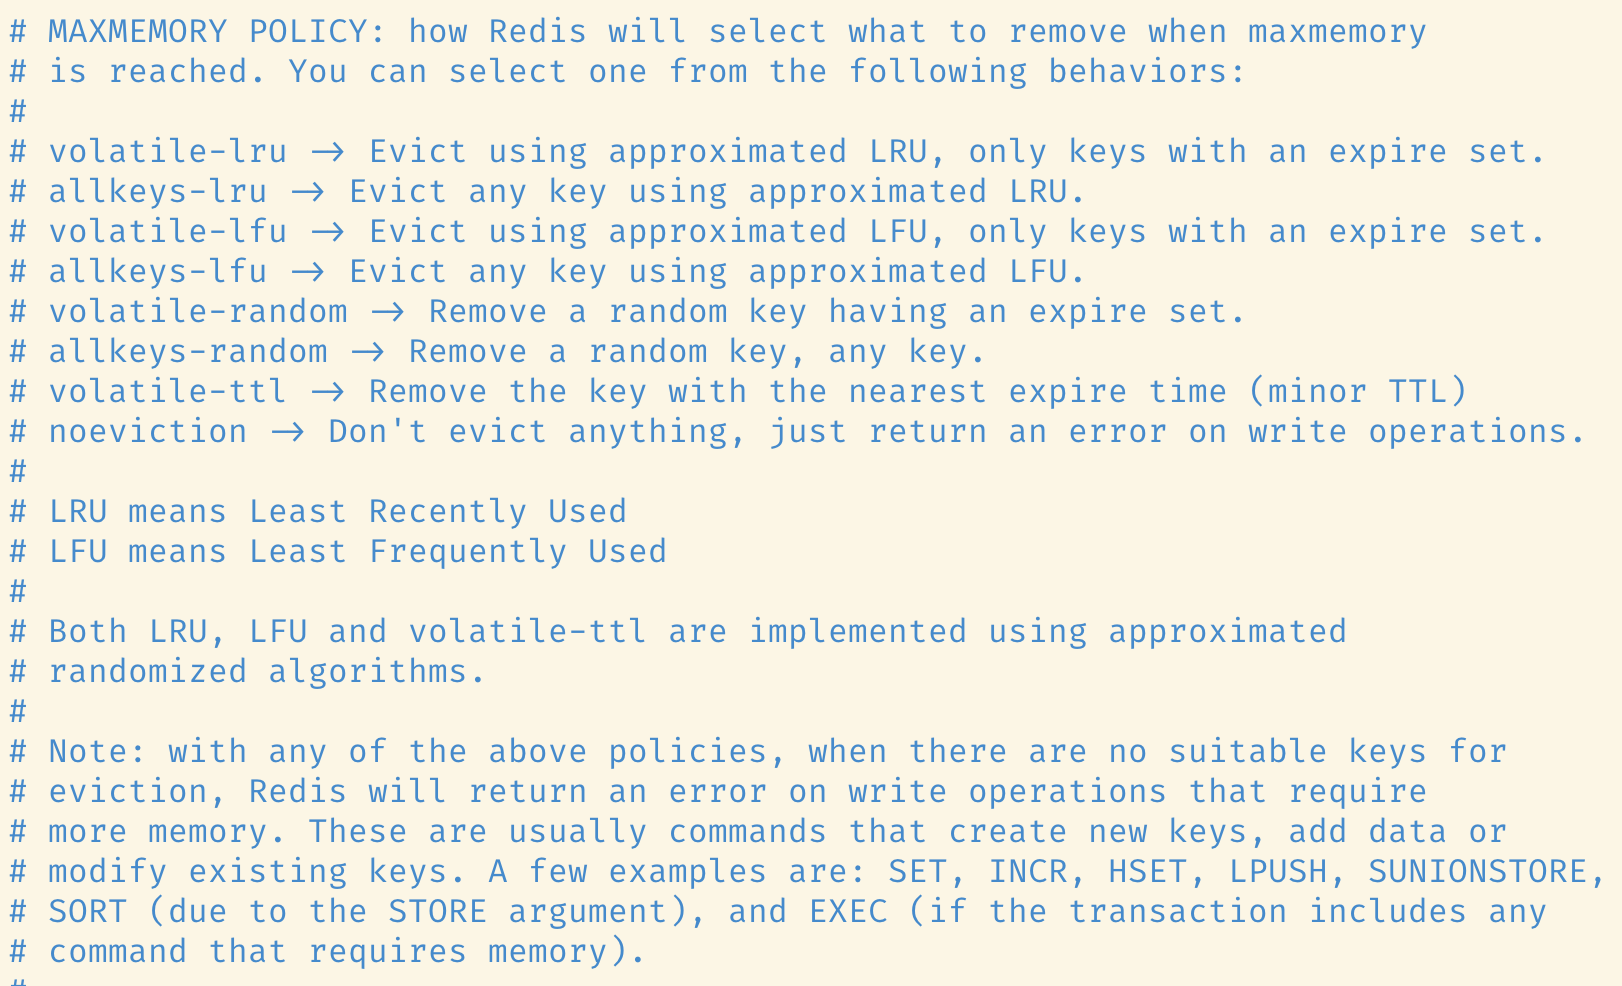 # MAXMEMORY POLICY: how Redis will select what to remove when maxmemory
# is reached. You can select one from the following behaviors:
#
# volatile-lru -> Evict using approximated LRU, only keys with an expire set.
# allkeys-lru -> Evict any key using approximated LRU.
# volatile-lfu -> Evict using approximated LFU, only keys with an expire set.
# allkeys-lfu -> Evict any key using approximated LFU.
# volatile-random -> Remove a random key having an expire set.
# allkeys-random -> Remove a random key, any key.
# volatile-ttl -> Remove the key with the nearest expire time (minor TTL)
# noeviction -> Don't evict anything, just return an error on write operations.
#
# LRU means Least Recently Used
# LFU means Least Frequently Used
#
# Both LRU, LFU and volatile-ttl are implemented using approximated
# randomized algorithms.
#
# Note: with any of the above policies, when there are no suitable keys for
# eviction, Redis will return an error on write operations that require
# more memory. These are usually commands that create new keys, add data or
# modify existing keys. A few examples are: SET, INCR, HSET, LPUSH, SUNIONSTORE,
# SORT (due to the STORE argument), and EXEC (if the transaction includes any
# command that requires memory).
#